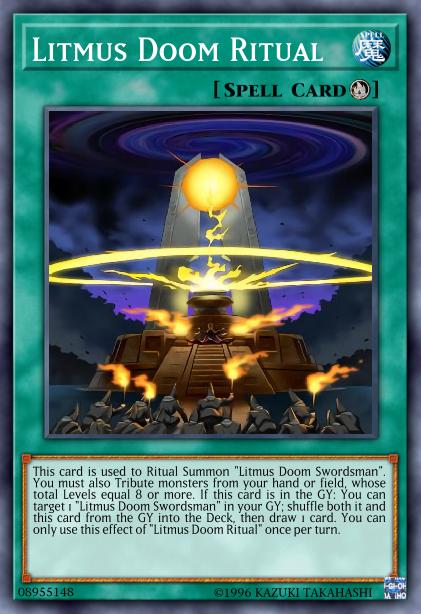 LITMUS DOOM RITUAL
SPELL
魔
[SPELL CARD]
This card is used to Ritual Summon "Litmus Doom Swordsman".
You must also Tribute monsters from your hand or field, whose
total Levels equal 8 or more. If this card is in the GY: You can
target 1 "Litmus Doom Swordsman" in your GY; shuffle both it and
this card from the GY into the Deck, then draw 1 card. You can
only use this effect of "Litmus Doom Ritual" once per turn.
08955148
©1996 KAZUKI TAKAHASHI